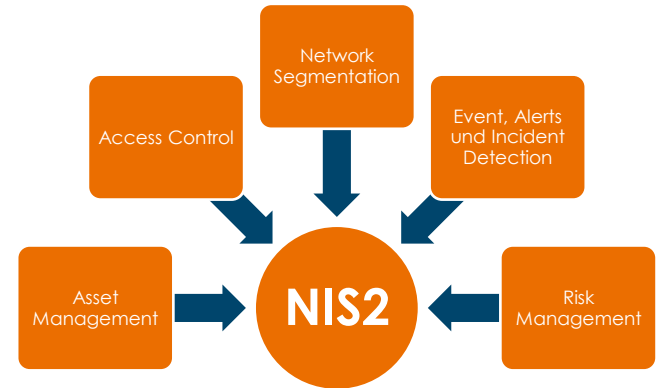 Network
Segmentation
Access Control
Event, Alerts
und Incident
Detection
Asset
Management
NIS2
Risk
Management